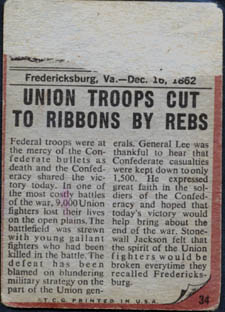 Fredericksburg, Va.—Dec. 16, 1862
UNION TROOPS CUT
TO RIBBONS BY REBS
Federal troops were at
the mercy of the Con-
federate bullets as
death and the Confed-
eracy shared the vic-
tory today. In one of
the most costly battles
of the war, 9,000 Union
fighters lost their lives
on the open plains. The
battlefield was strewn
with young gallant
fighters who had been
killed in the battle. The
defeat has been
blamed on blundering
military strategy on the
part of the Union gen-
erals. General Lee was
thankful to hear that
Confederate casualties
were kept down to only
1,500. He expressed
great faith in the sol-
diers of the Confed-
eracy and hoped that
today's victory would
help bring about the
end of the war. Stone-
wall Jackson felt that
the spirit of the Union
fighters would be
broken everytime they
recalled Fredericks-
burg.
©T.C.G. PRINTED IN U.S.A.
34